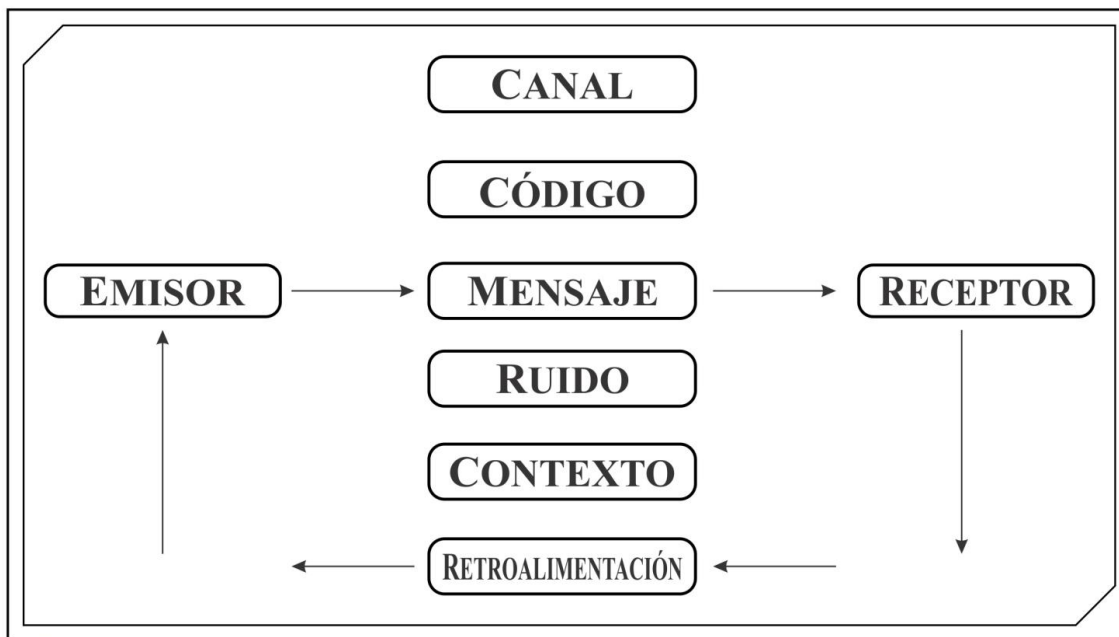 CANAL
CÓDIGO
EMISOR
MENSAJE
RECEPTOR
RUIDO
CONTEXTO
RETROALIMENTACIÓN